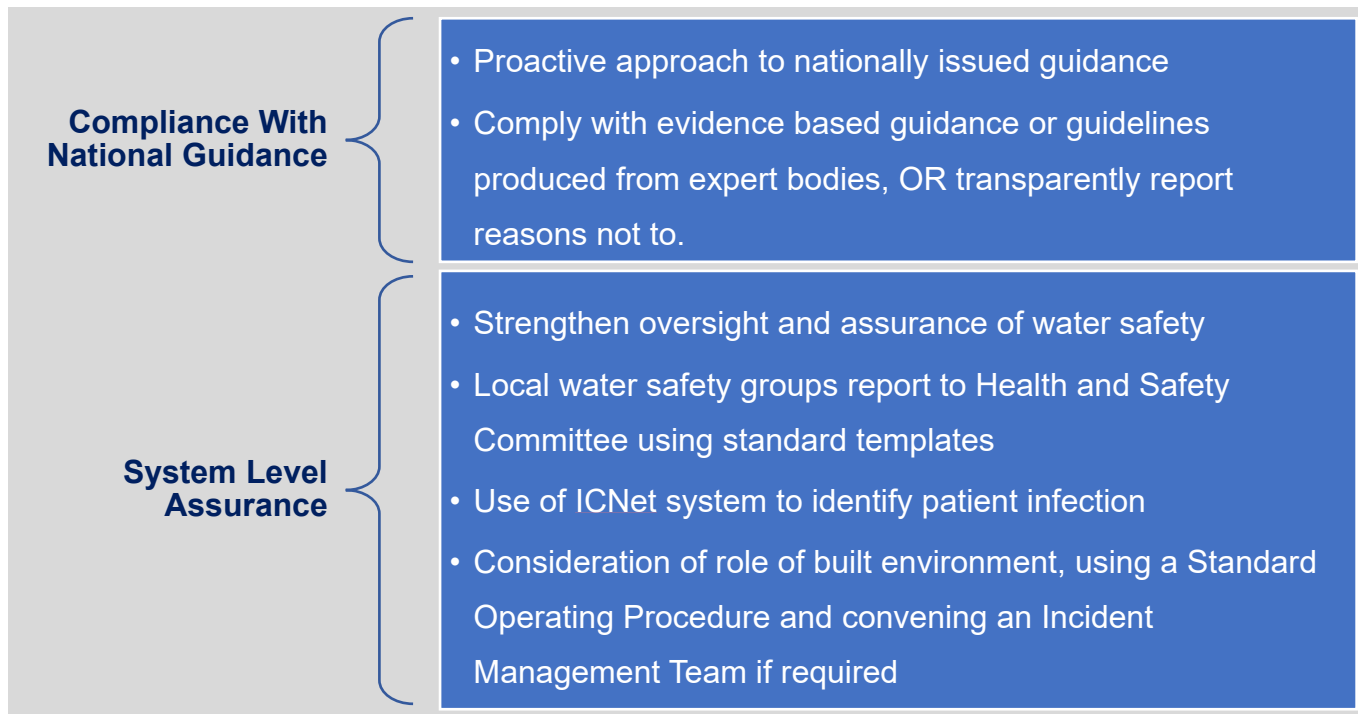 Compliance With
National Guidance
• Proactive approach to nationally issued guidance
• Comply with evidence based guidance or guidelines
produced from expert bodies, OR transparently report
reasons not to.
System Level
Assurance
• Strengthen oversight and assurance of water safety
• Local water safety groups report to Health and Safety
Committee using standard templates
• Use of ICNet system to identify patient infection
• Consideration of role of built environment, using a Standard
Operating Procedure and convening an Incident
Management Team if required